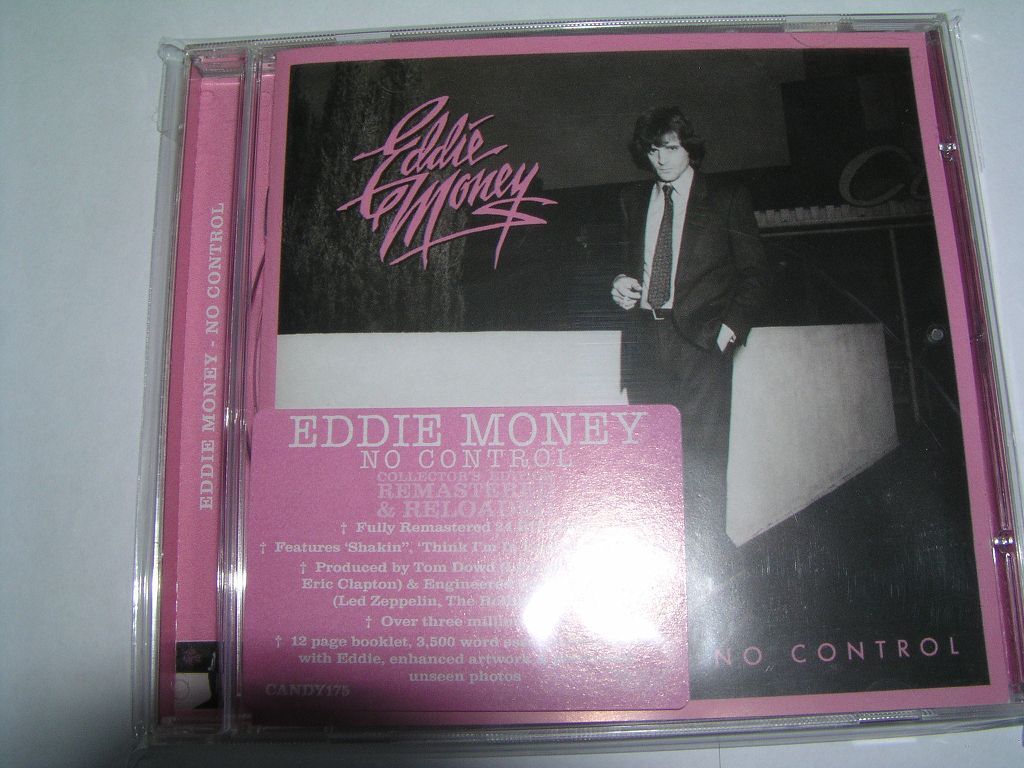 EDDIE MONEY - NO CONTROL
Eddie
Money
EDDIE MONEY
NO CONTROL
COLLECTOR'S
REMASTERED
& RELOADED
† Fully Remastered
† Features 'Shakin'', 'Think I'm
† Produced by Tom Dowd
Eric Clapton) & Engineered
(Led Zeppelin, The
† Over three
† 12 page booklet, 3,500 word
with Eddie, enhanced artwork
unseen photos
CANDY175
NO CONTROL